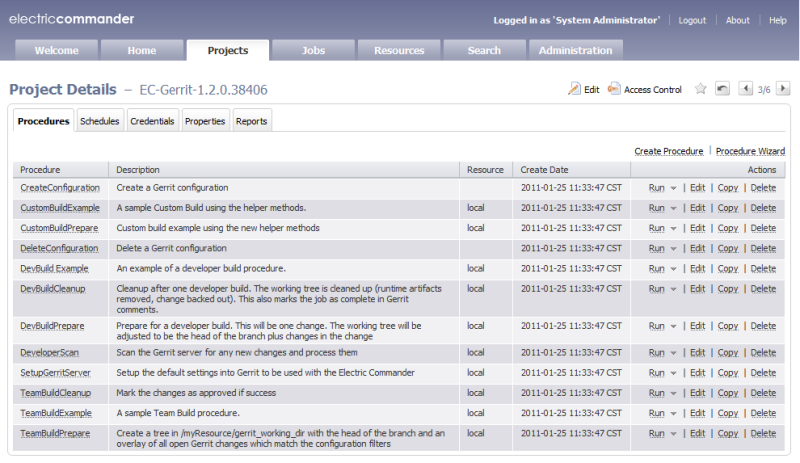 electriccommander
Logged in as 'System Administrator' | Logout | About | Help
Welcome Home Projects Jobs Resources Search Administration
Project Details – EC-Gerrit-1.2.0.38406
Edit Access Control 3/6
Procedures Schedules Credentials Properties Reports
Create Procedure | Procedure Wizard
Procedure Description Resource Create Date Actions
CreateConfiguration Create a Gerrit configuration 2011-01-25 11:33:47 CST Run | Edit | Copy | Delete
CustomBuildExample A sample Custom Build using the helper methods. local 2011-01-25 11:33:47 CST Run | Edit | Copy | Delete
CustomBuildPrepare Custom build example using the new helper methods local 2011-01-25 11:33:47 CST Run | Edit | Copy | Delete
DeleteConfiguration Delete a Gerrit configuration 2011-01-25 11:33:47 CST Run | Edit | Copy | Delete
DevBuild Example An example of a developer build procedure. local 2011-01-25 11:33:47 CST Run | Edit | Copy | Delete
DevBuildCleanup Cleanup after one developer build. The working tree is cleaned up (runtime artifacts local 2011-01-25 11:33:47 CST Run | Edit | Copy | Delete
removed, change backed out). This also marks the job as complete in Gerrit
comments.
DevBuildPrepare Prepare for a developer build. This will be one change. The working tree will be local 2011-01-25 11:33:47 CST Run | Edit | Copy | Delete
adjusted to be the head of the branch plus changes in the change
DeveloperScan Scan the Gerrit server for any new changes and process them local 2011-01-25 11:33:47 CST Run | Edit | Copy | Delete
SetupGerritServer Setup the default settings into Gerrit to be used with the Electric Commander local 2011-01-25 11:33:47 CST Run | Edit | Copy | Delete
TeamBuildCleanup Mark the changes as approved if success local 2011-01-25 11:33:47 CST Run | Edit | Copy | Delete
TeamBuildExample A sample Team Build procedure. local 2011-01-25 11:33:47 CST Run | Edit | Copy | Delete
TeamBuildPrepare Create a tree in /myResource/gerrit_working_dir with the head of the branch and an local 2011-01-25 11:33:47 CST Run | Edit | Copy | Delete
overlay of all open Gerrit changes which match the configuration filters